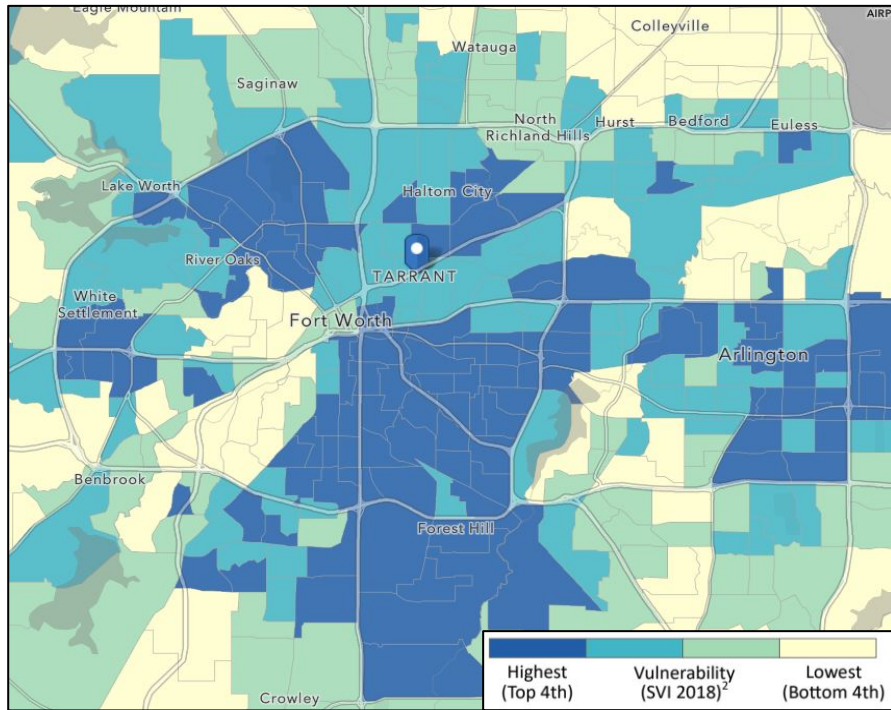 Eagle Mountain
AIRP
Colleyville
Watauga
Saginaw
North
Richland Hills
Hurst
Bedford
Euless
Lake Worth
Haltom City
River Oaks
TARRANT
White
Settlement
Fort Worth
Arlington
Benbrook
Forest Hill
Crowley
Highest
(Top 4th)
Vulnerability
(SVI 2018)2
Lowest
(Bottom 4th)